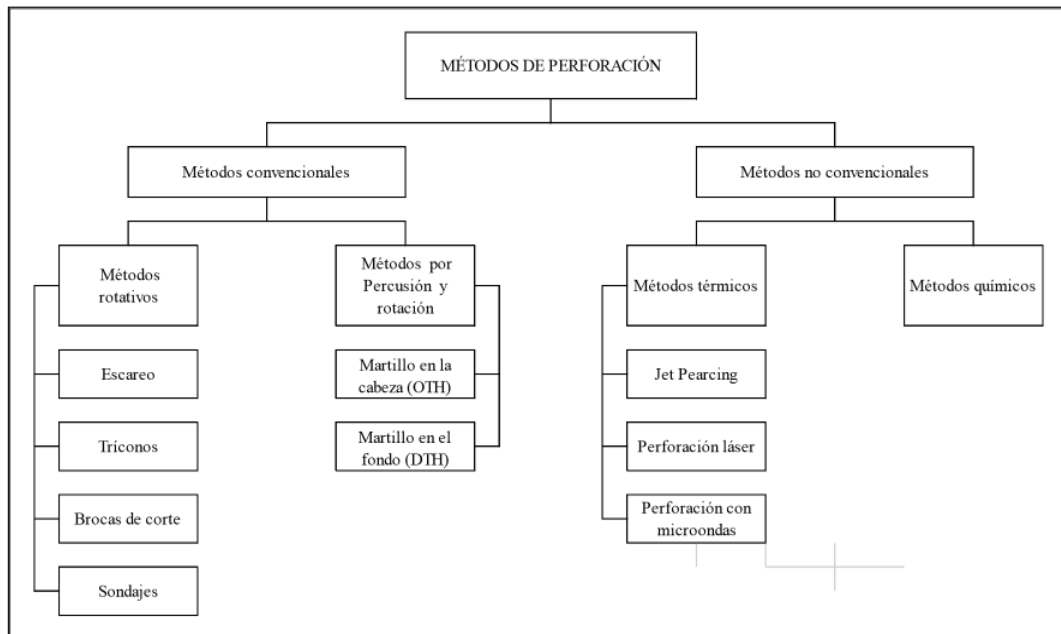 MÉTODOS DE PERFORACIÓN
Métodos convencionales
Métodos no convencionales
Métodos
rotativos
Métodos por
Percusión y
rotación
Métodos térmicos
Métodos químicos
Escareo
Martillo en la
cabeza (OTH)
Jet Pearcing
Tríconos
Martillo en el
fondo (DTH)
Perforación láser
Brocas de corte
Perforación con
microondas
Sondajes